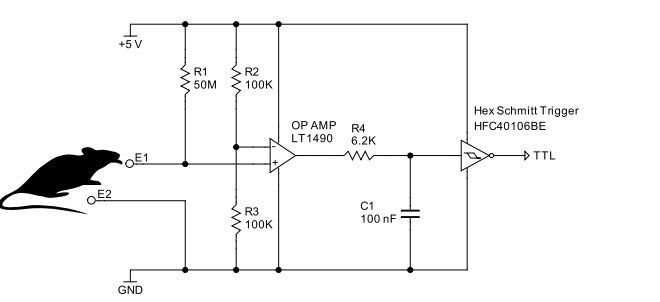 +5 V
R1
50M
R2
100K
OP AMP
LT1490
R4
6.2K
Hex Schmitt Trigger
HFC40106BE
E1
-
+
TTL
E2
R3
100K
C1
100 nF
GND